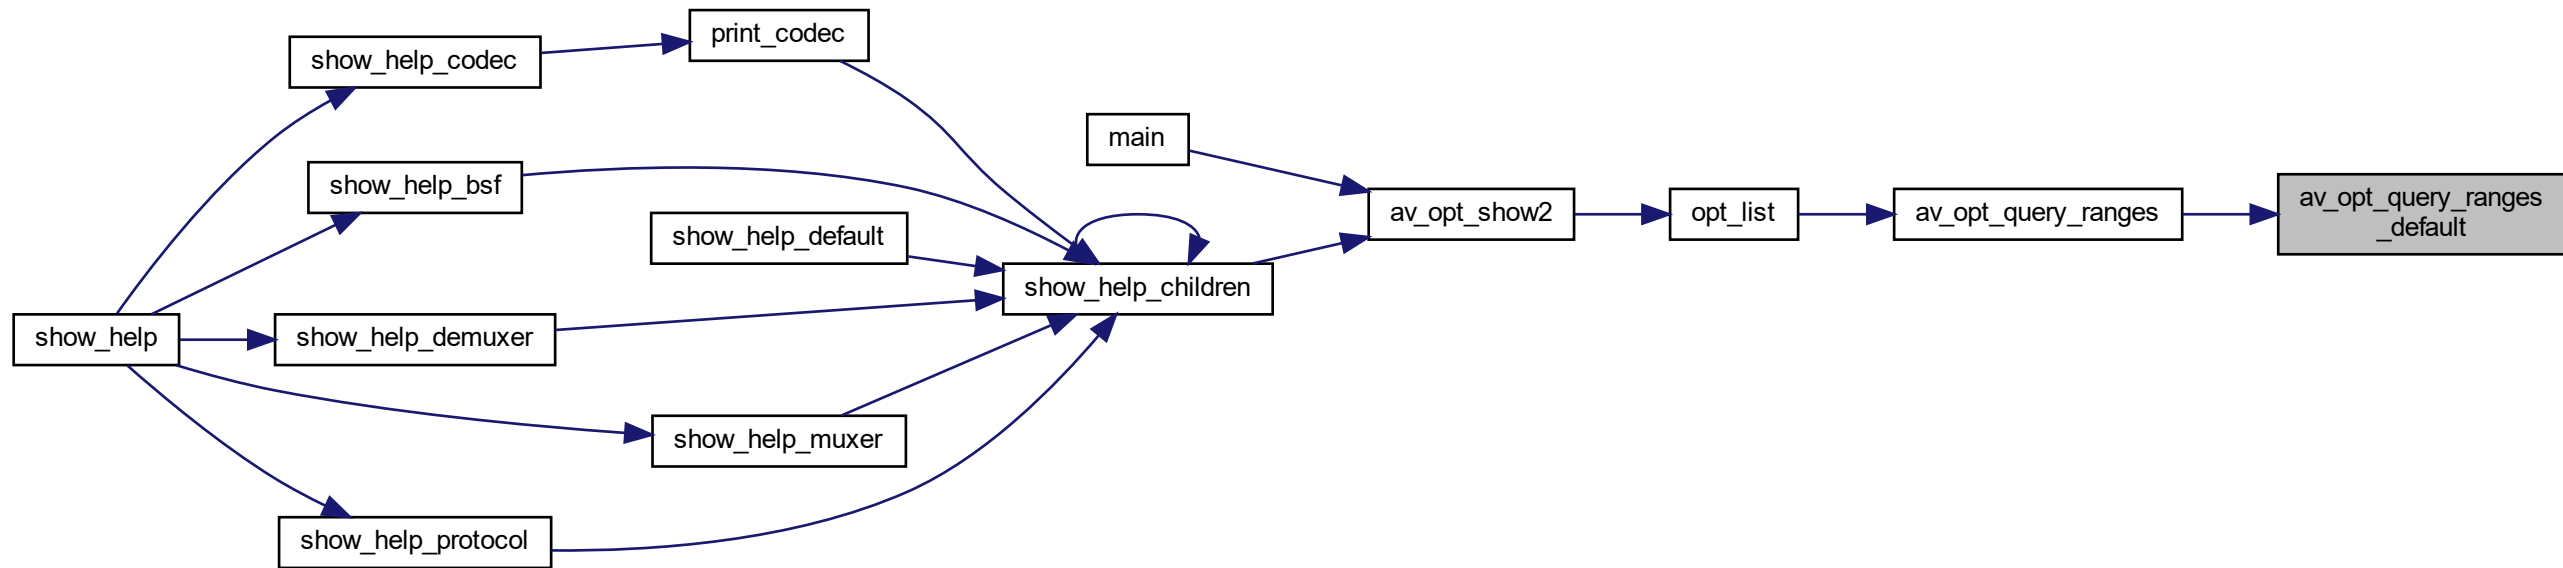 print_codec
show_help_codec
main
show_help_bsf
av_opt_show2
opt_list
av_opt_query_ranges
av_opt_query_ranges
_default
show_help_default
show_help_children
show_help
show_help_demuxer
show_help_muxer
show_help_protocol